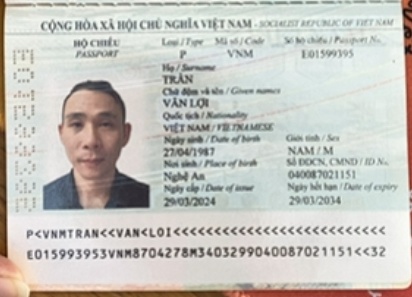 CỘNG HÒA XÃ HỘI CHỦ NGHĨA VIỆT NAM - SOCIALIST REPUBLIC OF VIET NAM
HỘ CHIẾU
PASSPORT
Loại / Type Mã số / Code Số hộ chiếu / Passport No.
P VNM E01599395
Họ / Surname
TRẦN
Chữ đệm và tên / Given names
VĂN LỢI
Quốc tịch / Nationality
VIỆT NAM / VIETNAMESE
Ngày sinh / Date of birth Giới tính / Sex
27/04/1987 NAM / M
Nơi sinh / Place of birth Số ĐDCN, CMND / ID No.
Nghệ An 040087021151
Ngày cấp / Date of issue Ngày hết hạn / Date of expiry
29/03/2024 29/03/2034
P<VNMTRAN<<VAN<LOI<<<<<<<<<<<<<<<<<<<<<<<<<<
E015993953VNM8704278M3403299040087021151<<32